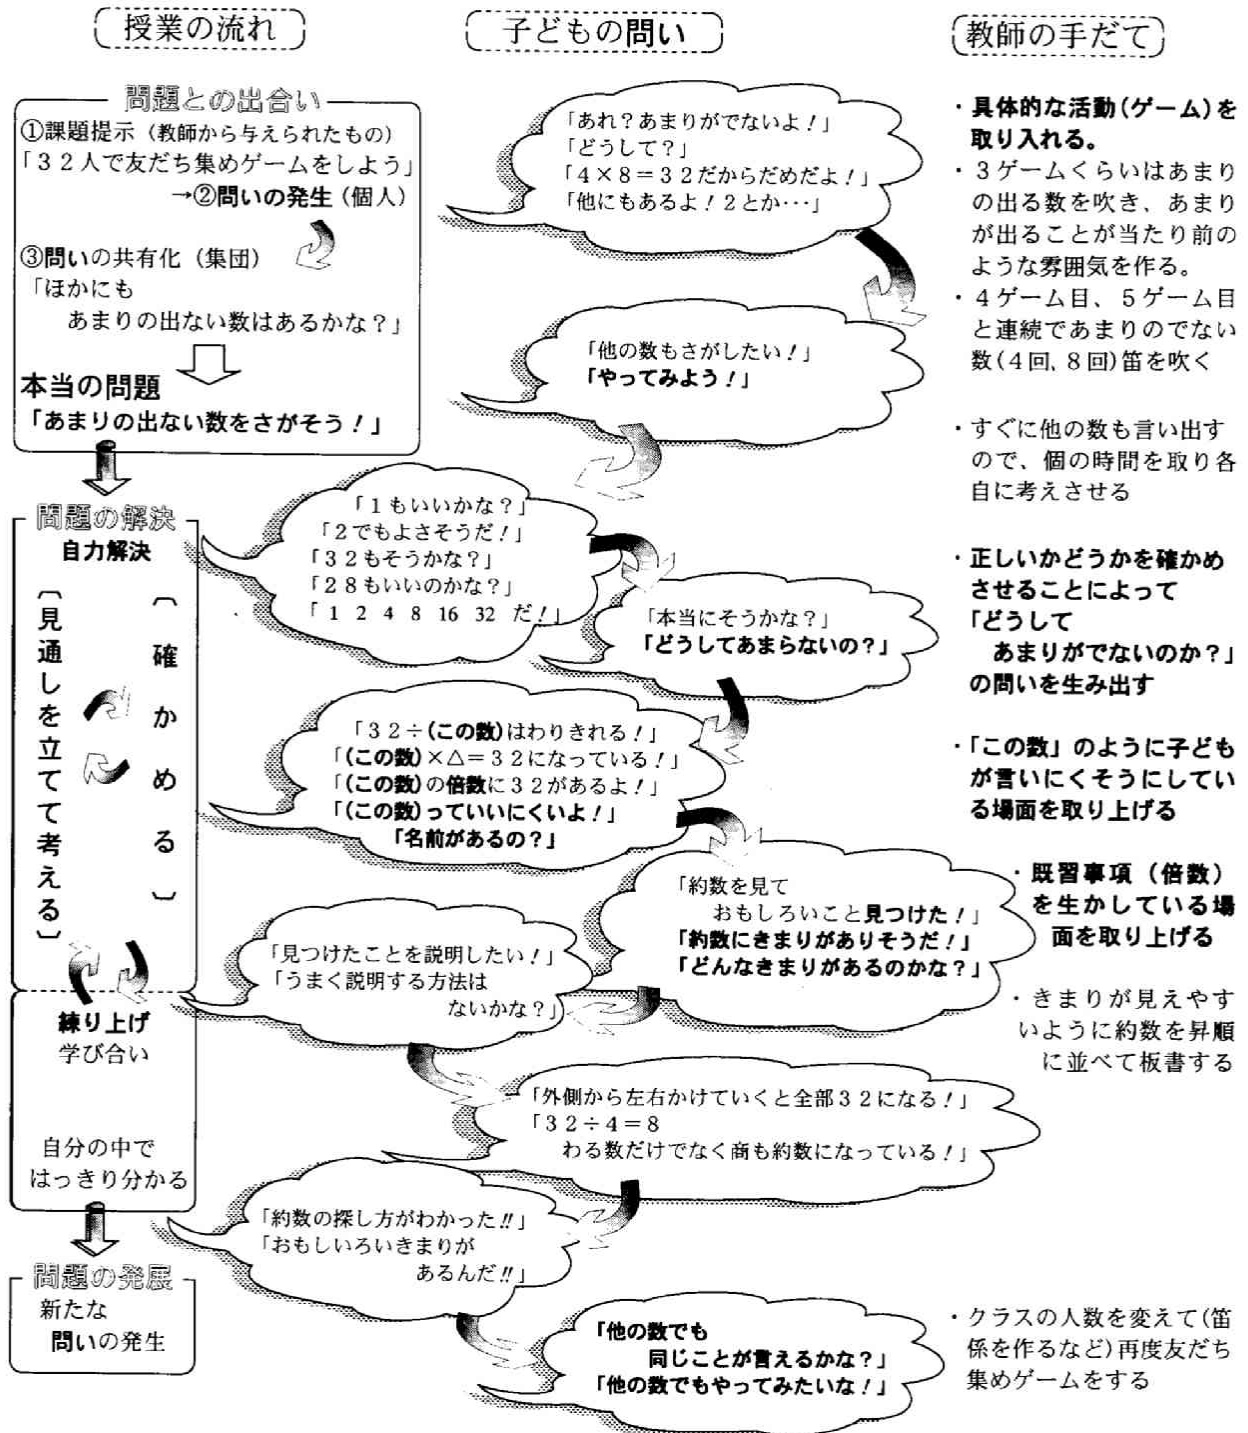 授業の流れ
子どもの問い
教師の手だて
問題との出合い
①課題提示（教師から与えられたもの）
「３２人で友だち集めゲームをしよう」
→②問いの発生（個人）
③問いの共有化（集団）
「ほかにも
あまりの出ない数はあるかな？」
本当の問題
「あまりの出ない数をさがそう！」
問題の解決
自力解決
〔見通しを立てて考える〕
〔確かめる〕
練り上げ
学び合い
自分の中で
はっきり分かる
問題の発展
新たな
問いの発生
「あれ？あまりがでないよ！」
「どうして？」
「４×８＝３２だからだめだよ！」
「他にもあるよ！２とか･･･」
「他の数もさがしたい！」
「やってみよう！」
「１もいいかな？」
「２でもよさそうだ！」
「３２もそうかな？」
「２８もいいのかな？」
「 1 2 4 8 16 32 だ！」
「本当にそうかな？」
「どうしてあまらないの？」
「３２÷(この数)はわりきれる！」
「(この数)×△＝３２になっている！」
「(この数)の倍数に３２があるよ！」
「(この数)っていいにくいよ！」
「名前があるの？」
「約数を見て
おもしろいこと見つけた！」
「約数にきまりがありそうだ！」
「どんなきまりがあるのかな？」
「見つけたことを説明したい！」
「うまく説明する方法は
ないかな？」
「外側から左右かけていくと全部３２になる！」
「３２÷４＝８
わる数だけでなく商も約数になっている！」
「約数の探し方がわかった!!」
「おもしいろいきまりが
あるんだ!!」
「他の数でも
同じことが言えるかな？」
「他の数でもやってみたいな！」
・具体的な活動(ゲーム)を
取り入れる。
・３ゲームくらいはあまり
の出る数を吹き、あまり
が出ることが当たり前の
ような雰囲気を作る。
・４ゲーム目、５ゲーム目
と連続であまりのでない
数(４回、８回)笛を吹く
・すぐに他の数も言い出す
ので、個の時間を取り各
自に考えさせる
・正しいかどうかを確かめ
させることによって
「どうして
あまりがでないのか？」
の問いを生み出す
・「この数」のように子ども
が言いにくそうにしてい
る場面を取り上げる
・既習事項（倍数）
を生かしている場
面を取り上げる
・きまりが見えやす
いように約数を昇順
に並べて板書する
・クラスの人数を変えて(笛
係を作るなど)再度友だち
集めゲームをする